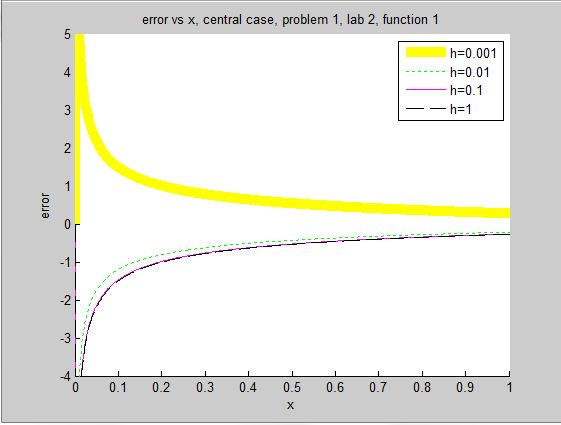 error vs x, central case, problem 1, lab 2, function 1
5
4
3
2
1
0
-1
-2
-3
-4
error
h=0.001
h=0.01
h=0.1
h=1
0 0.1 0.2 0.3 0.4 0.5 0.6 0.7 0.8 0.9 1
x